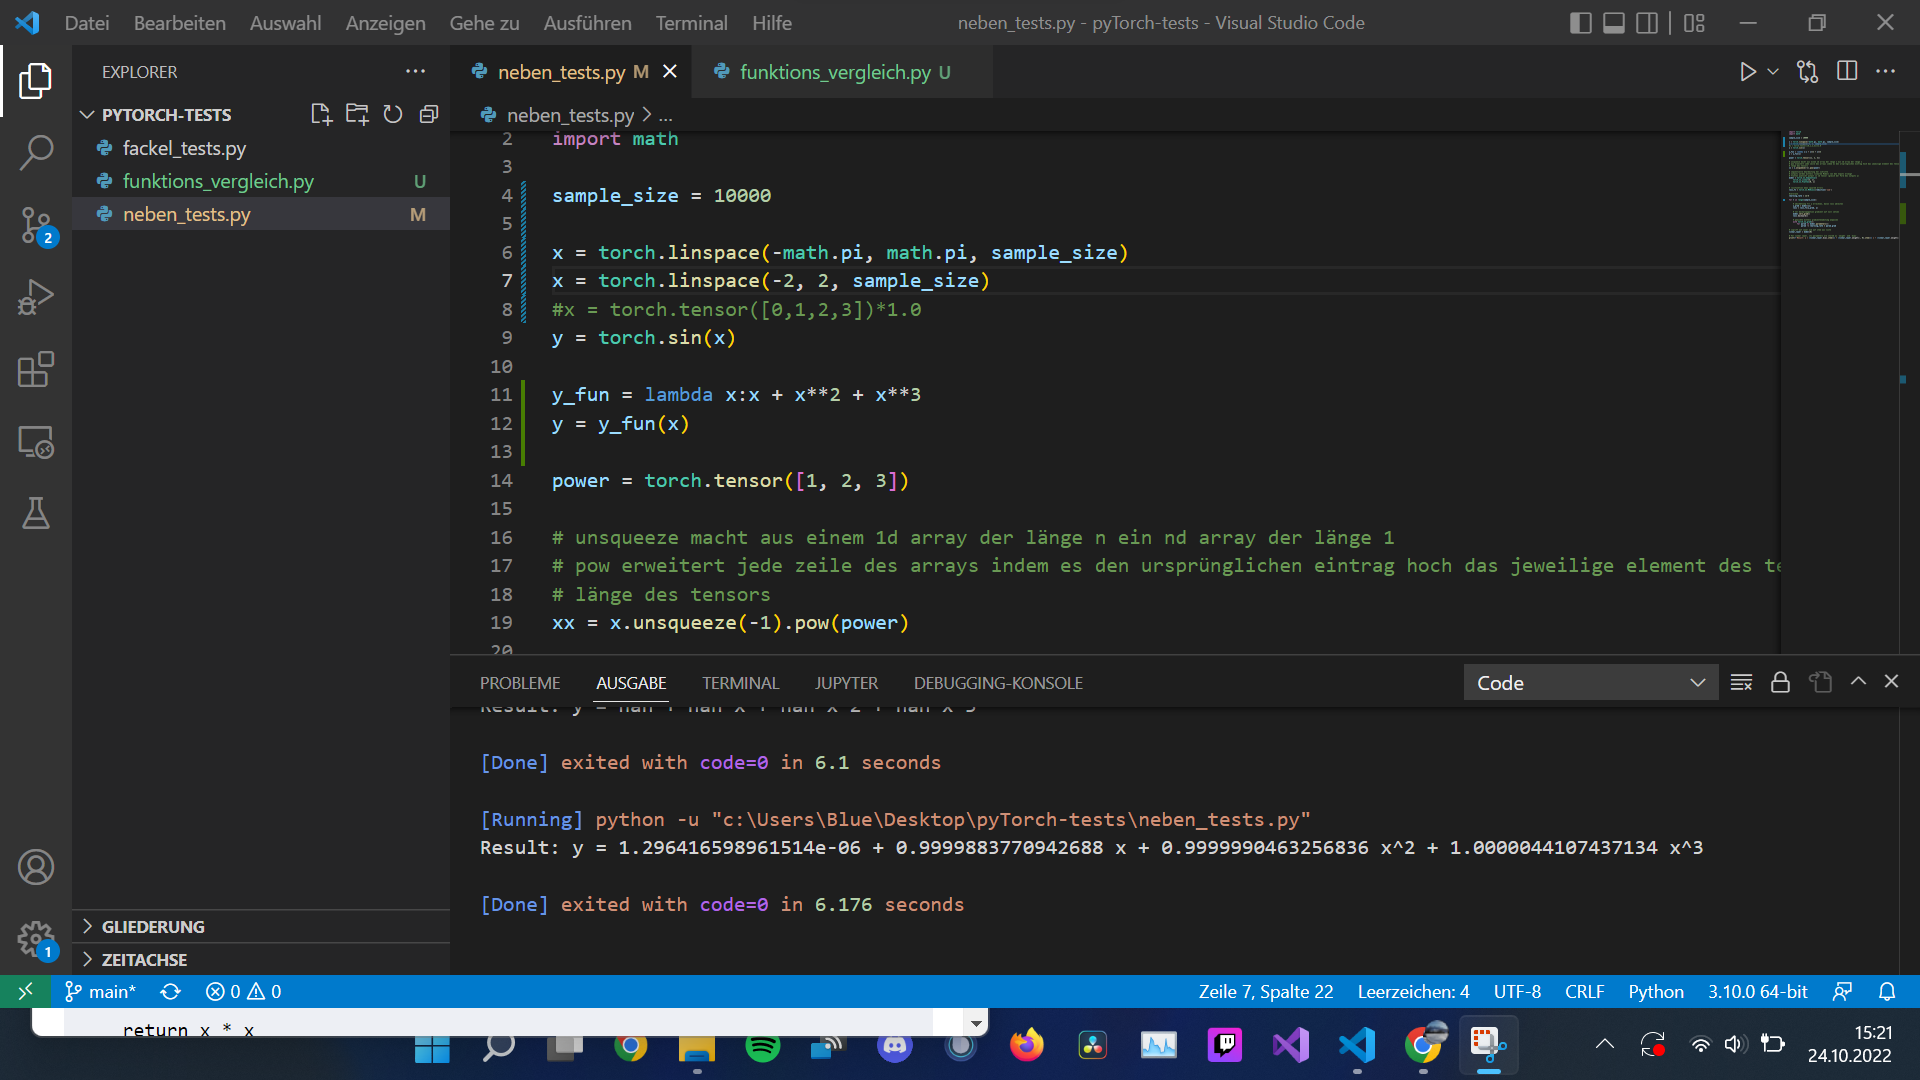 Datei Bearbeiten Auswahl Anzeigen Gehe zu Ausführen Terminal Hilfe
neben_tests.py - pyTorch-tests - Visual Studio Code
EXPLORER
PYTORCH-TESTS
fackel_tests.py
funktions_vergleich.py U
neben_tests.py M
2
GLIEDERUNG
ZEITACHSE
1
neben_tests.py M
funktions_vergleich.py U
neben_tests.py > ...
2 import math
3
4 sample_size = 10000
5
6 x = torch.linspace(-math.pi, math.pi, sample_size)
7 x = torch.linspace(-2, 2, sample_size)
8 #x = torch.tensor([0,1,2,3])*1.0
9 y = torch.sin(x)
10
11 y_fun = lambda x:x + x**2 + x**3
12 y = y_fun(x)
13
14 power = torch.tensor([1, 2, 3])
15
16 # unsqueeze macht aus einem 1d array der länge n ein nd array der länge 1
17 # pow erweitert jede zeile des arrays indem es den ursprünglichen eintrag hoch das jeweilige element des te
18 # länge des tensors
19 xx = x.unsqueeze(-1).pow(power)
20
PROBLEME AUSGABE TERMINAL JUPYTER DEBUGGING-KONSOLE
Code
Result: y = nan + nan x + nan x^2 + nan x^3
[Done] exited with code=0 in 6.1 seconds
[Running] python -u "c:\Users\Blue\Desktop\pyTorch-tests\neben_tests.py"
Result: y = 1.296416598961514e-06 + 0.9999883770942688 x + 0.9999990463256836 x^2 + 1.0000044107437134 x^3
[Done] exited with code=0 in 6.176 seconds
main* 0 0
Zeile 7, Spalte 22 Leerzeichen: 4 UTF-8 CRLF Python 3.10.0 64-bit
return x * x
15:21
24.10.2022